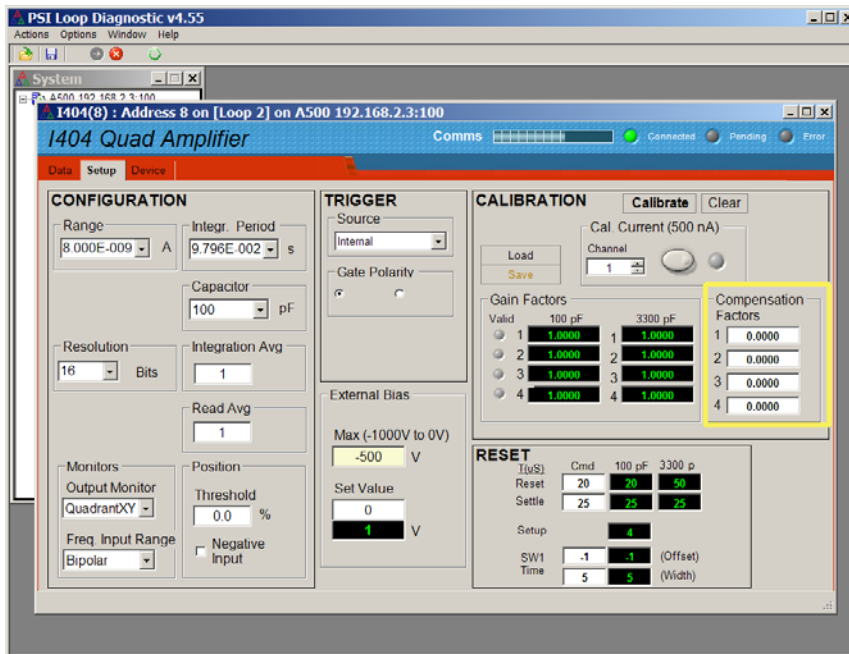 PSI Loop Diagnostic v4.55
Actions Options Window Help
System
A500 192.168.2.3:100
I404(8) : Address 8 on [Loop 2] on A500 192.168.2.3:100
I404 Quad Amplifier
Comms
Connected
Pending
Error
Data Setup Device
CONFIGURATION
Range
8.000E-009 A
Integr. Period
9.796E-002 s
Capacitor
100 pF
Resolution
16 Bits
Integration Avg
1
Read Avg
1
Monitors
Output Monitor
QuadrantXY
Freq. Input Range
Bipolar
Position
Threshold
0.0 %
Negative
Input
TRIGGER
Source
Internal
Gate Polarity
External Bias
Max (-1000V to 0V)
-500 V
Set Value
0
1 V
CALIBRATION
Calibrate Clear
Load
Save
Cal. Current (500 nA)
Channel
1
Gain Factors
Valid 100 pF 3300 pF
1 1.0000 1 1.0000
2 1.0000 2 1.0000
3 1.0000 3 1.0000
4 1.0000 4 1.0000
Compensation
Factors
1 0.0000
2 0.0000
3 0.0000
4 0.0000
RESET
T(uS) Cmd 100 pF 3300 p
Reset 20 20 50
Settle 25 25 25
Setup 4
SW1 -1 -1 (Offset)
Time 5 5 (Width)